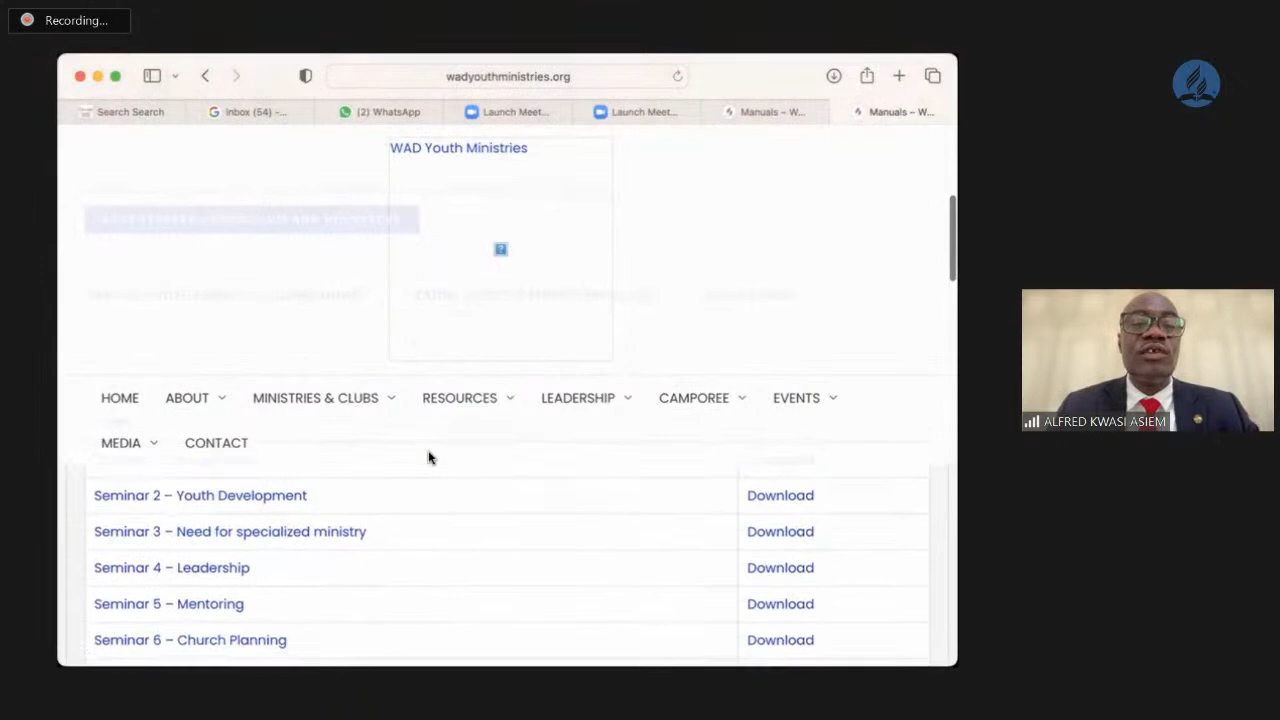 Recording...
wadyouthministries.org
Search Search
Inbox (54) -...
(2) WhatsApp
Launch Meet...
Launch Meet...
Manuals – W...
Manuals – W...
WAD Youth Ministries
HOME ABOUT MINISTRIES & CLUBS RESOURCES LEADERSHIP CAMPOREE EVENTS
MEDIA CONTACT
Seminar 2 – Youth Development Download
Seminar 3 – Need for specialized ministry Download
Seminar 4 – Leadership Download
Seminar 5 – Mentoring Download
Seminar 6 – Church Planning Download
ALFRED KWASI ASIEM